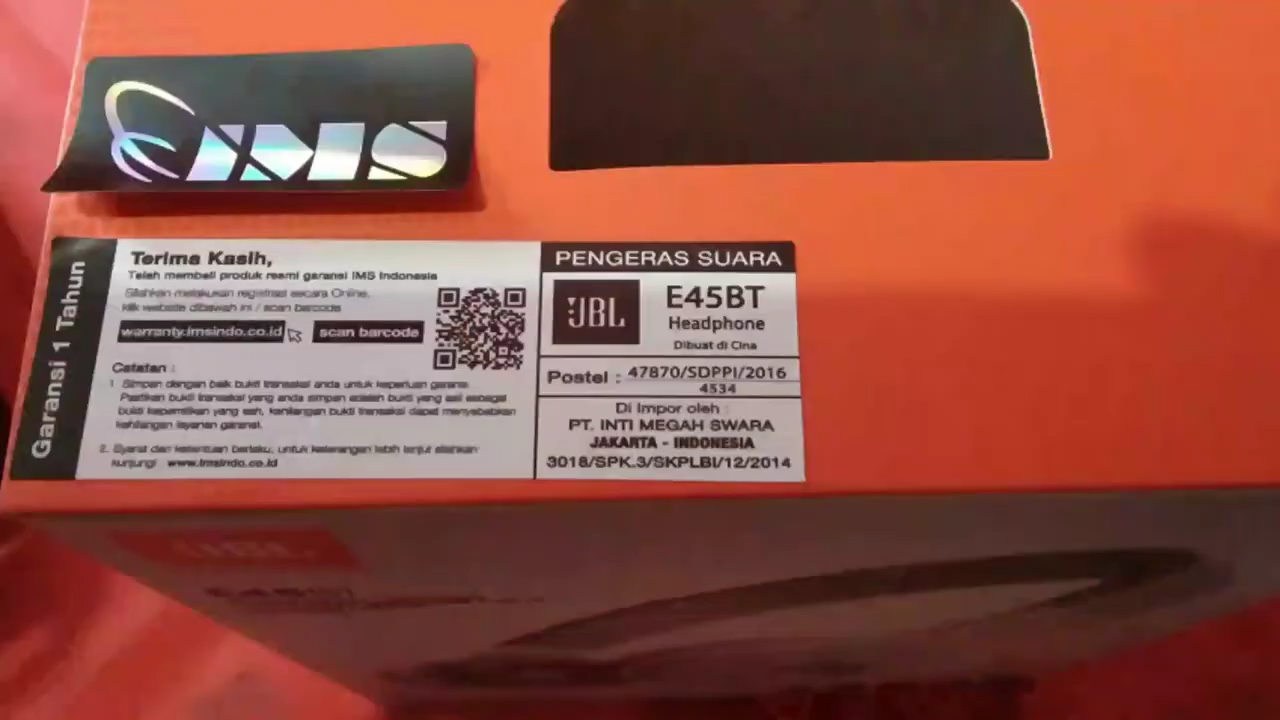 IMS
Garansi 1 Tahun
Terima Kasih,
Telah membeli produk resmi garansi IMS Indonesia
Silahkan melakukan registrasi secara Online,
klik website dibawah ini / scan barcode
warranty.imsindo.co.id scan barcode
Catatan :
1 Simpan dengan baik bukti transaksi anda untuk keperluan garansi.
Pastikan bukti transaksi yang anda simpan adalah bukti yang asli sebagai
bukti kepemilikan yang sah, kehilangan bukti transaksi dapat menyebabkan
kehilangan layanan garansi.
2. Syarat dan ketentuan berlaku, untuk keterangan lebih lanjut silahkan
kunjungi www.imsindo.co.id
PENGERAS SUARA
JBL
E45BT
Headphone
Dibuat di Cina
Postel : 47870/SDPPI/2016
4534
Di Impor oleh :
PT. INTI MEGAH SWARA
JAKARTA - INDONESIA
3018/SPK.3/SKPLBI/12/2014
JBL
E45BT